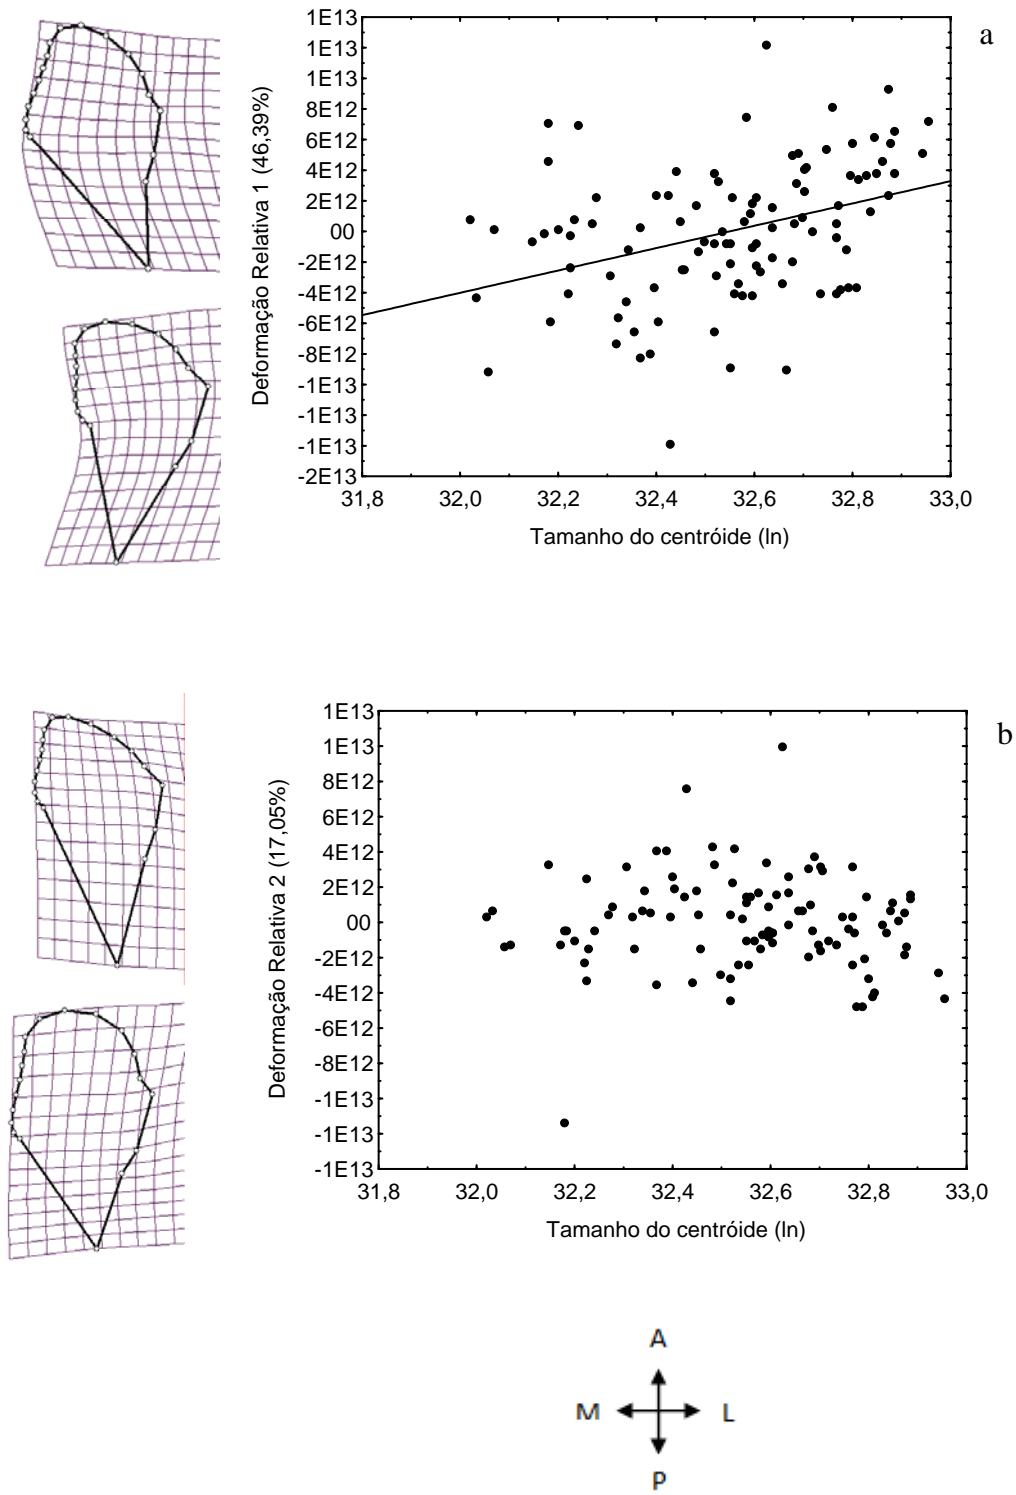 a
Deformação Relativa 1 (46,39%)
1E13
1E13
1E13
8E12
6E12
4E12
2E12
00
-2E12
-4E12
-6E12
-8E12
-1E13
-1E13
-1E13
-2E13
31,8 32,0 32,2 32,4 32,6 32,8 33,0
Tamanho do centróide (ln)
b
Deformação Relativa 2 (17,05%)
1E13
1E13
8E12
6E12
4E12
2E12
00
-2E12
-4E12
-6E12
-8E12
-1E13
-1E13
-1E13
31,8 32,0 32,2 32,4 32,6 32,8 33,0
Tamanho do centróide (ln)
A
M L
P